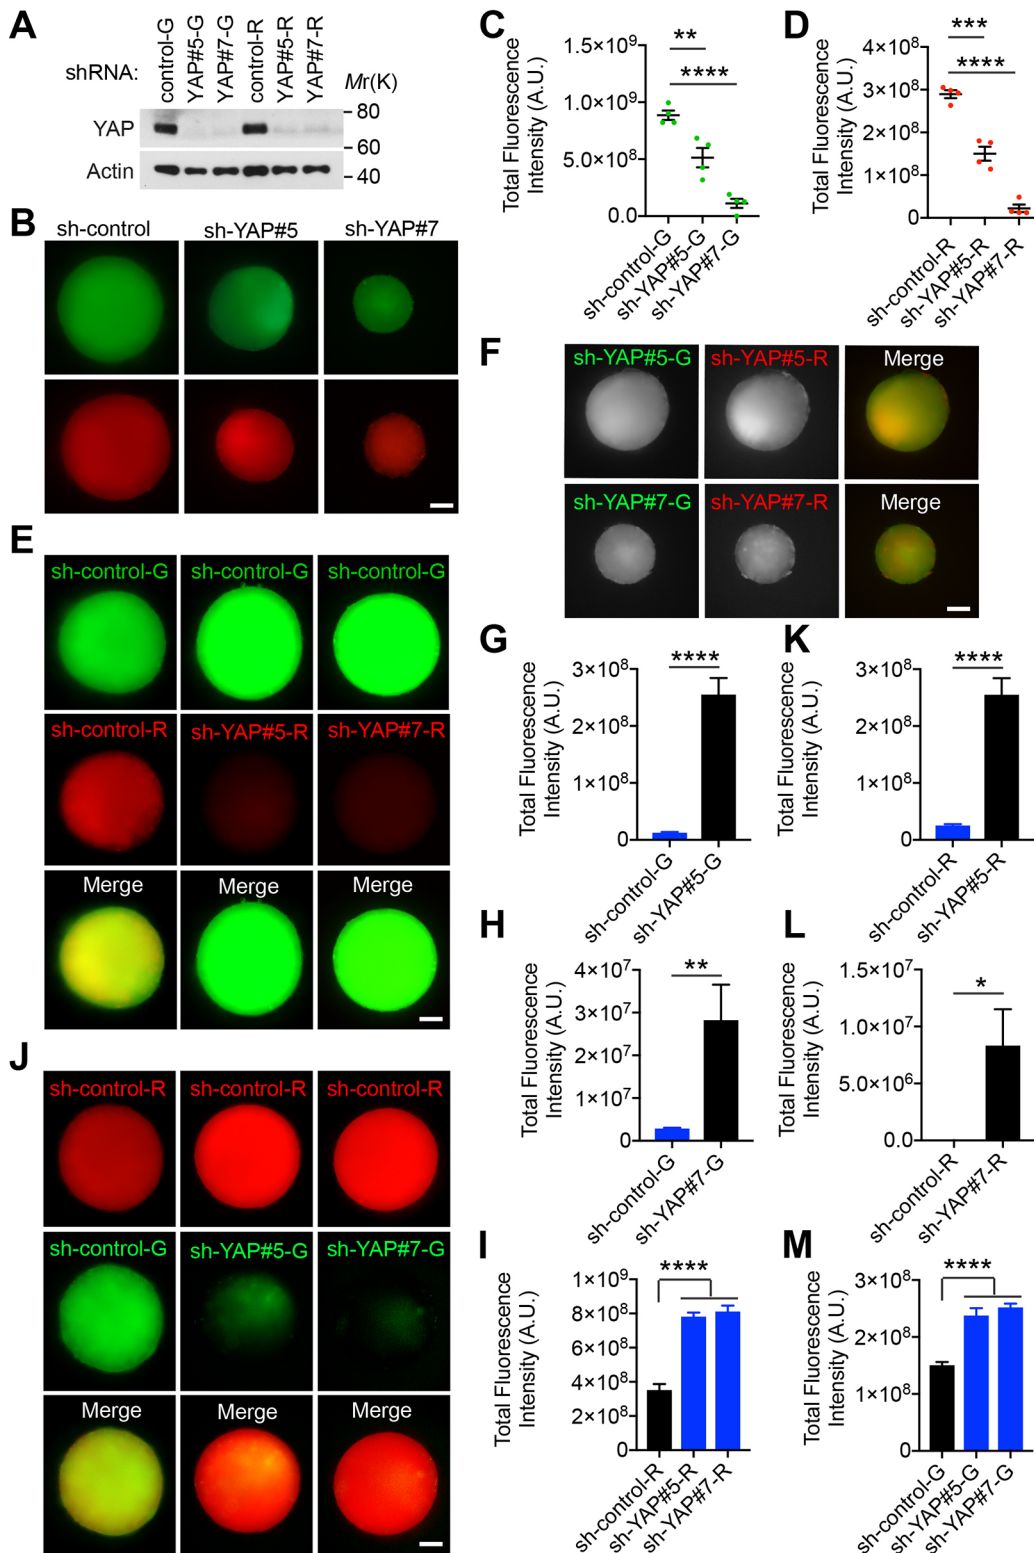 A
shRNA:
control-G
YAP#5-G
YAP#7-G
control-R
YAP#5-R
YAP#7-R
Mr(K)
YAP
Actin
80
60
40
B
sh-control
sh-YAP#5
sh-YAP#7
C
Total Fluorescence
Intensity (A.U.)
1.5×10⁹
1.0×10⁹
5.0×10⁸
0.0
**
****
sh-control-G
sh-YAP#5-G
sh-YAP#7-G
D
Total Fluorescence
Intensity (A.U.)
4×10⁸
3×10⁸
2×10⁸
1×10⁸
0
***
****
sh-control-R
sh-YAP#5-R
sh-YAP#7-R
E
sh-control-G
sh-control-G
sh-control-G
sh-control-R
sh-YAP#5-R
sh-YAP#7-R
Merge
Merge
Merge
F
sh-YAP#5-G
sh-YAP#5-R
Merge
sh-YAP#7-G
sh-YAP#7-R
Merge
G
Total Fluorescence
Intensity (A.U.)
3×10⁸
2×10⁸
1×10⁸
0
****
sh-control-G
sh-YAP#5-G
H
Total Fluorescence
Intensity (A.U.)
4×10⁷
3×10⁷
2×10⁷
1×10⁷
0
**
sh-control-G
sh-YAP#7-G
I
Total Fluorescence
Intensity (A.U.)
1×10⁹
8×10⁸
6×10⁸
4×10⁸
2×10⁸
0
****
sh-control-R
sh-YAP#5-R
sh-YAP#7-R
J
sh-control-R
sh-control-R
sh-control-R
sh-control-G
sh-YAP#5-G
sh-YAP#7-G
Merge
Merge
Merge
K
Total Fluorescence
Intensity (A.U.)
3×10⁸
2×10⁸
1×10⁸
0
****
sh-control-R
sh-YAP#5-R
L
Total Fluorescence
Intensity (A.U.)
1.5×10⁷
1.0×10⁷
5.0×10⁶
0.0
*
sh-control-R
sh-YAP#7-R
M
Total Fluorescence
Intensity (A.U.)
3×10⁸
2×10⁸
1×10⁸
0
****
sh-control-G
sh-YAP#5-G
sh-YAP#7-G